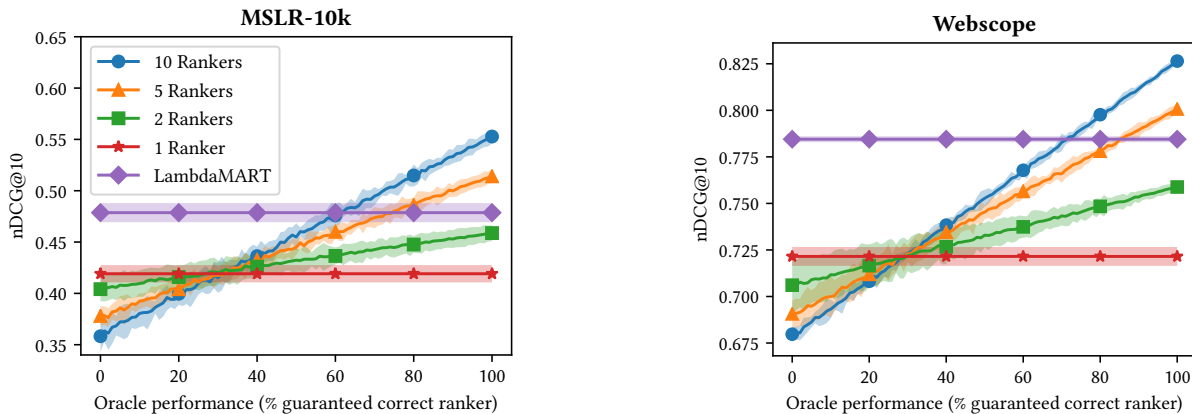 MSLR-10k
nDCG@10
0.65
0.60
0.55
0.50
0.45
0.40
0.35
10 Rankers
5 Rankers
2 Rankers
1 Ranker
LambdaMART
0 20 40 60 80 100
Oracle performance (% guaranteed correct ranker)
Webscope
nDCG@10
0.825
0.800
0.775
0.750
0.725
0.700
0.675
0 20 40 60 80 100
Oracle performance (% guaranteed correct ranker)